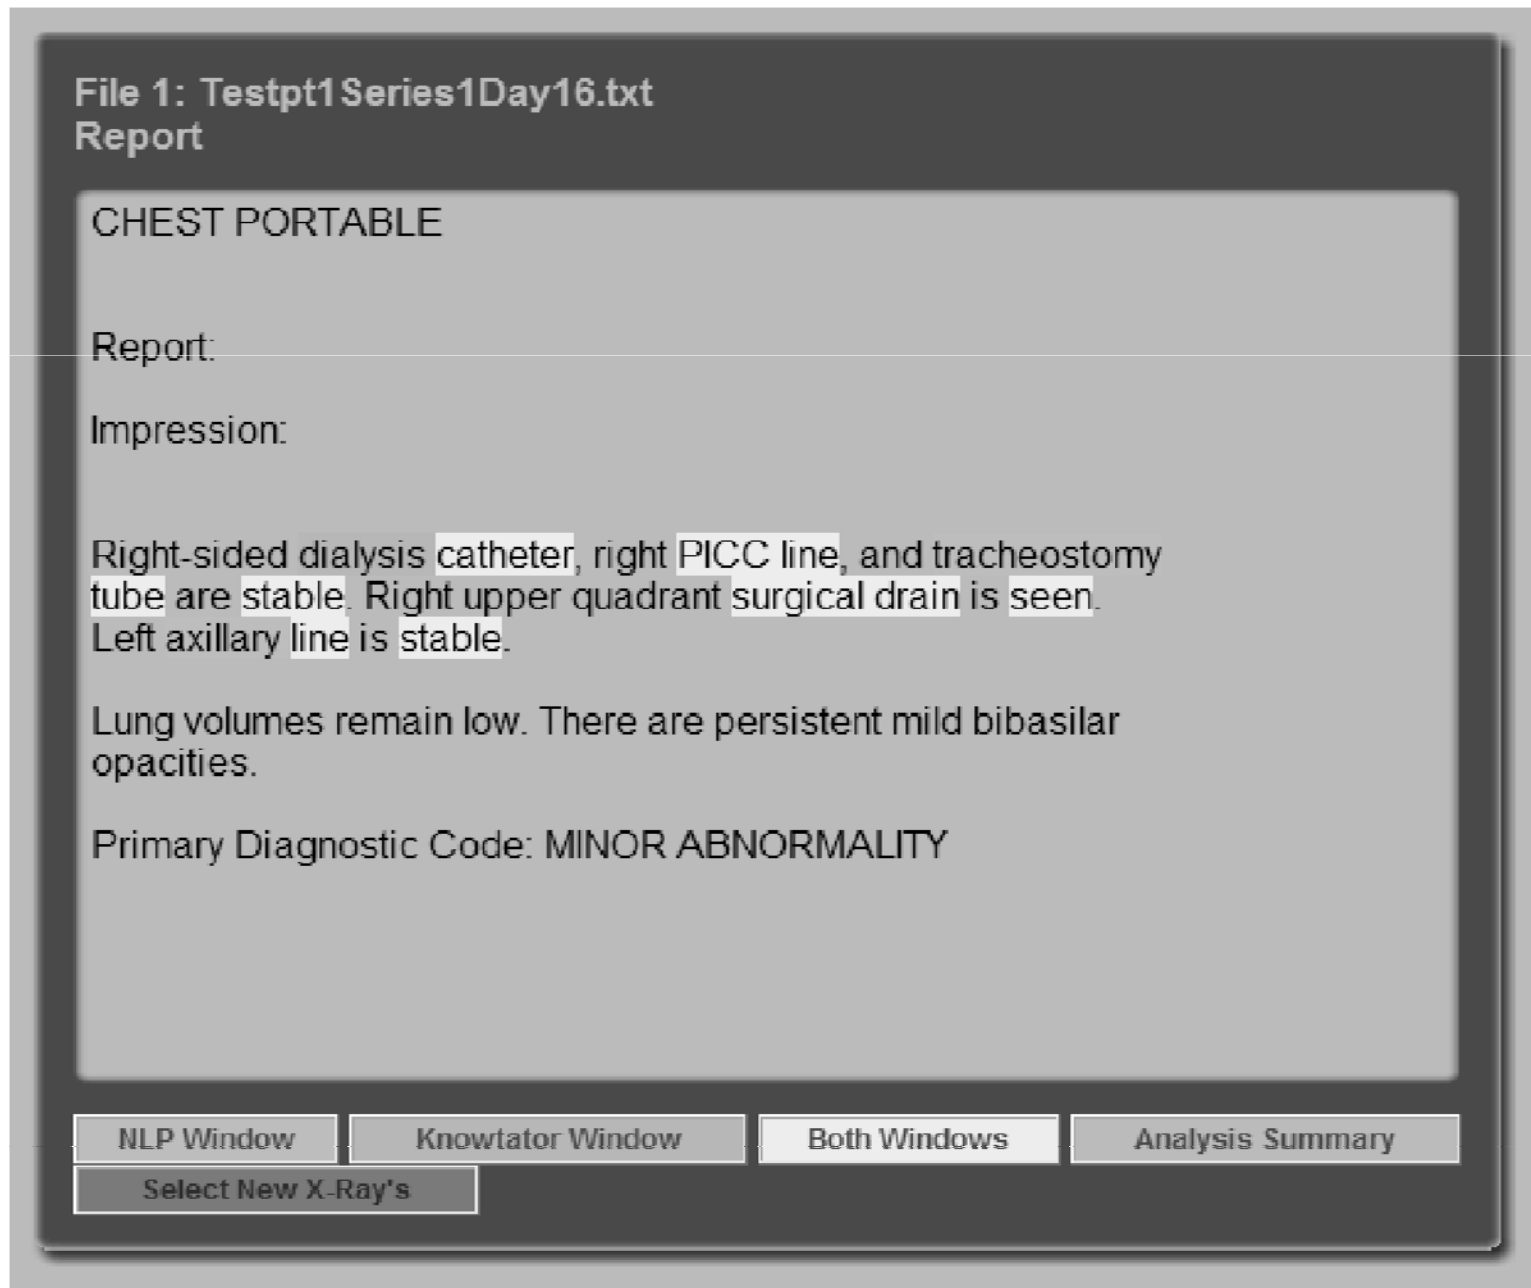 File 1: Testpt1Series1Day16.txt
Report
CHEST PORTABLE
Report:
Impression:
Right-sided dialysis catheter, right PICC line, and tracheostomy
tube are stable. Right upper quadrant surgical drain is seen.
Left axillary line is stable.
Lung volumes remain low. There are persistent mild bibasilar
opacities.
Primary Diagnostic Code: MINOR ABNORMALITY
NLP Window Knowtator Window Both Windows Analysis Summary
Select New X-Ray's